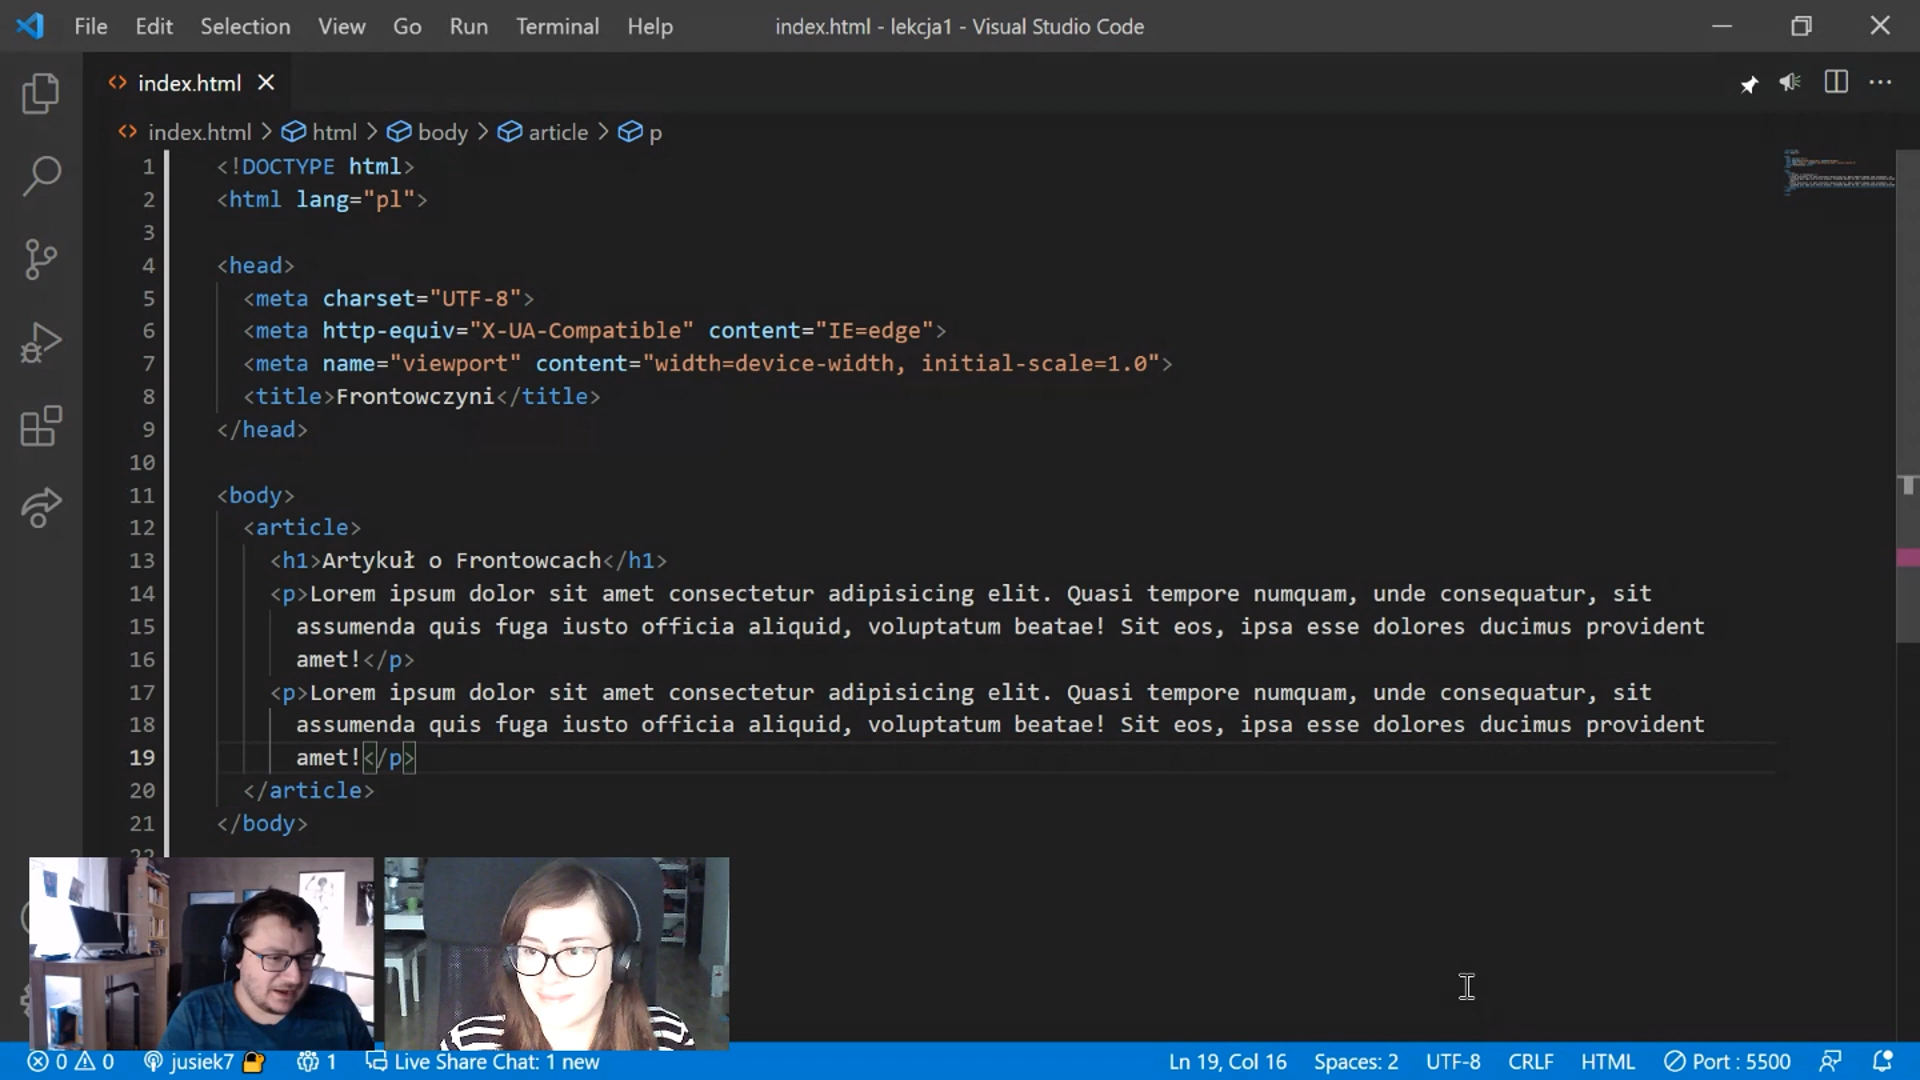 File Edit Selection View Go Run Terminal Help index.html - lekcja1 - Visual Studio Code
index.html
index.html > html > body > article > p
1 <!DOCTYPE html>
2 <html lang="pl">
3
4 <head>
5 <meta charset="UTF-8">
6 <meta http-equiv="X-UA-Compatible" content="IE=edge">
7 <meta name="viewport" content="width=device-width, initial-scale=1.0">
8 <title>Frontowczyni</title>
9 </head>
10
11 <body>
12 <article>
13 <h1>Artykuł o Frontowcach</h1>
14 <p>Lorem ipsum dolor sit amet consectetur adipisicing elit. Quasi tempore numquam, unde consequatur, sit
15 assumenda quis fuga iusto officia aliquid, voluptatum beatae! Sit eos, ipsa esse dolores ducimus provident
16 amet!</p>
17 <p>Lorem ipsum dolor sit amet consectetur adipisicing elit. Quasi tempore numquam, unde consequatur, sit
18 assumenda quis fuga iusto officia aliquid, voluptatum beatae! Sit eos, ipsa esse dolores ducimus provident
19 amet!</p>
20 </article>
21 </body>
22
0 0 jusiek7 1 Live Share Chat: 1 new Ln 19, Col 16 Spaces: 2 UTF-8 CRLF HTML Port : 5500